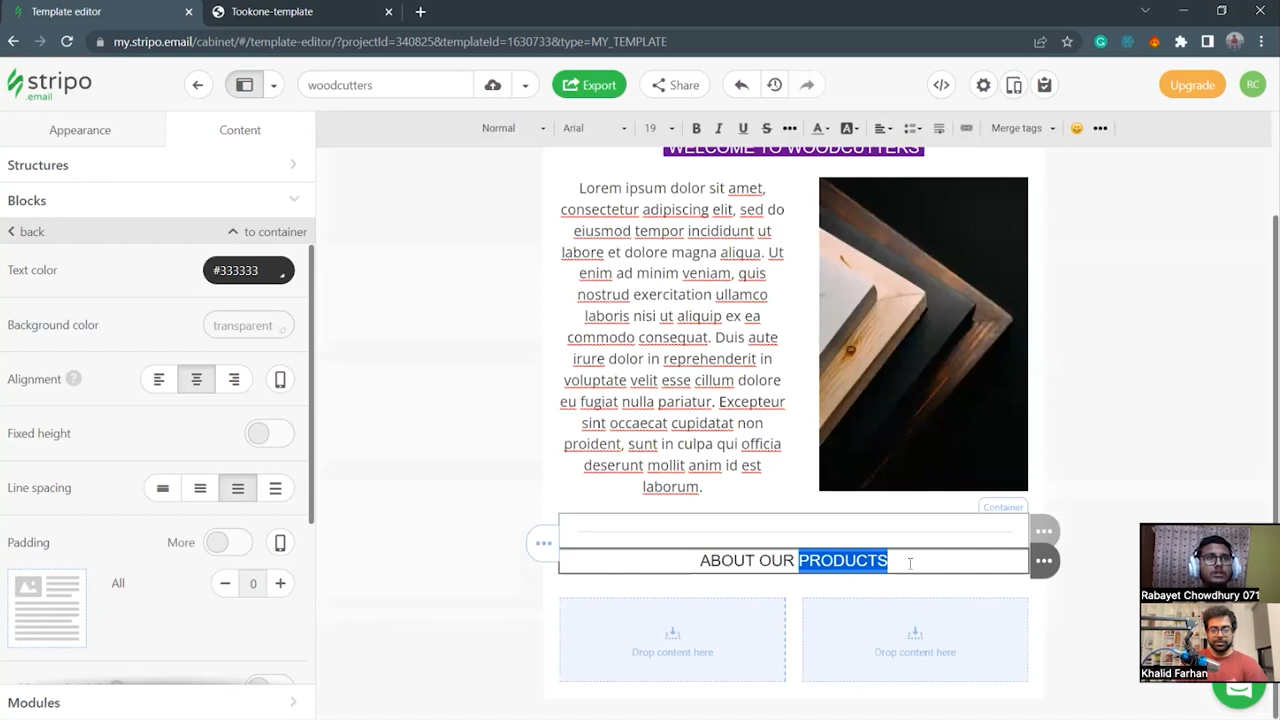 Template editor
Tookone-template
my.stripo.email/cabinet/#/template-editor/?projectId=340825&templateId=1630733&type=MY_TEMPLATE
stripo
.email
woodcutters
Export
Share
Upgrade
RC
Appearance
Content
Normal
Arial
19
B
I
U
S
A
A
Merge tags
Structures
Blocks
back
to container
Text color
#333333
Background color
transparent
Alignment
?
Fixed height
Line spacing
Padding
More
All
0
Modules
WELCOME TO WOODCUTTERS
Lorem ipsum dolor sit amet,
consectetur adipiscing elit, sed do
eiusmod tempor incididunt ut
labore et dolore magna aliqua. Ut
enim ad minim veniam, quis
nostrud exercitation ullamco
laboris nisi ut aliquip ex ea
commodo consequat. Duis aute
irure dolor in reprehenderit in
voluptate velit esse cillum dolore
eu fugiat nulla pariatur. Excepteur
sint occaecat cupidatat non
proident, sunt in culpa qui officia
deserunt mollit anim id est
laborum.
Container
ABOUT OUR PRODUCTS
Drop content here
Drop content here
Rabayet Chowdhury 071
Khalid Farhan